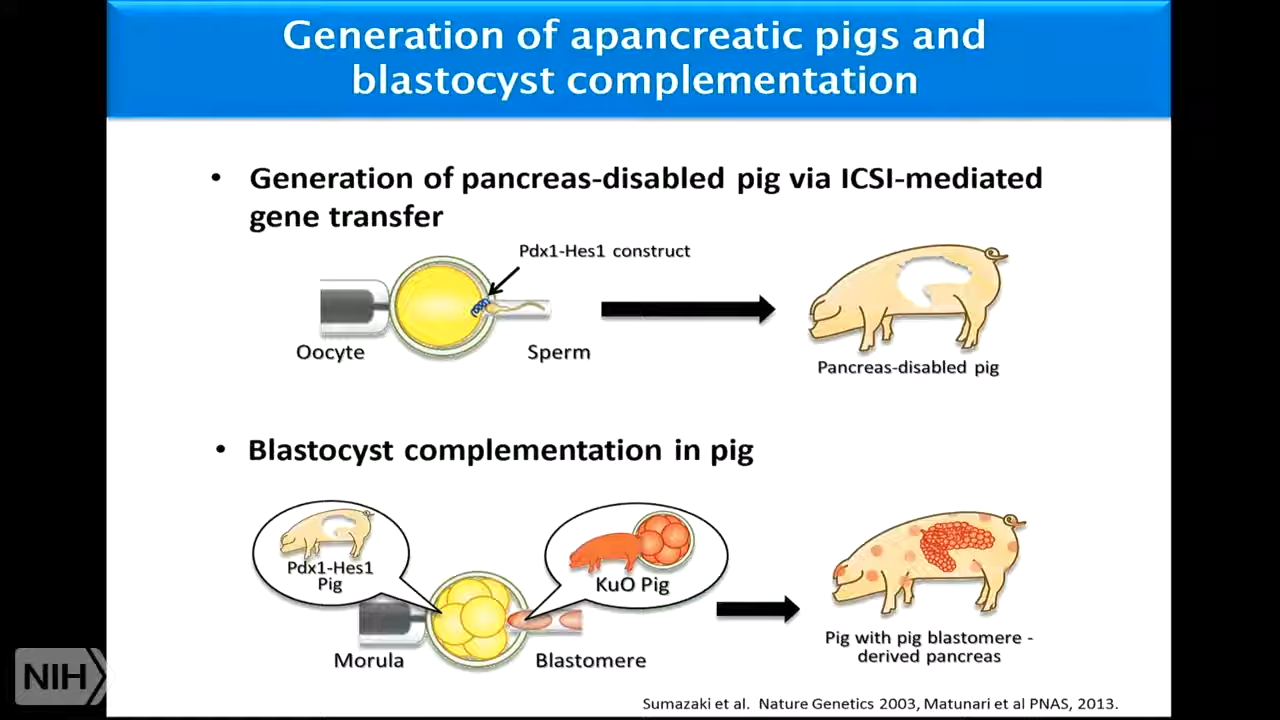 Generation of apancreatic pigs and
blastocyst complementation
• Generation of pancreas-disabled pig via ICSI-mediated
gene transfer
Pdx1-Hes1 construct
Oocyte
Sperm
Pancreas-disabled pig
• Blastocyst complementation in pig
Pdx1-Hes1
Pig
KuO Pig
Morula
Blastomere
Pig with pig blastomere -
derived pancreas
NIH
Sumazaki et al. Nature Genetics 2003, Matunari et al PNAS, 2013.